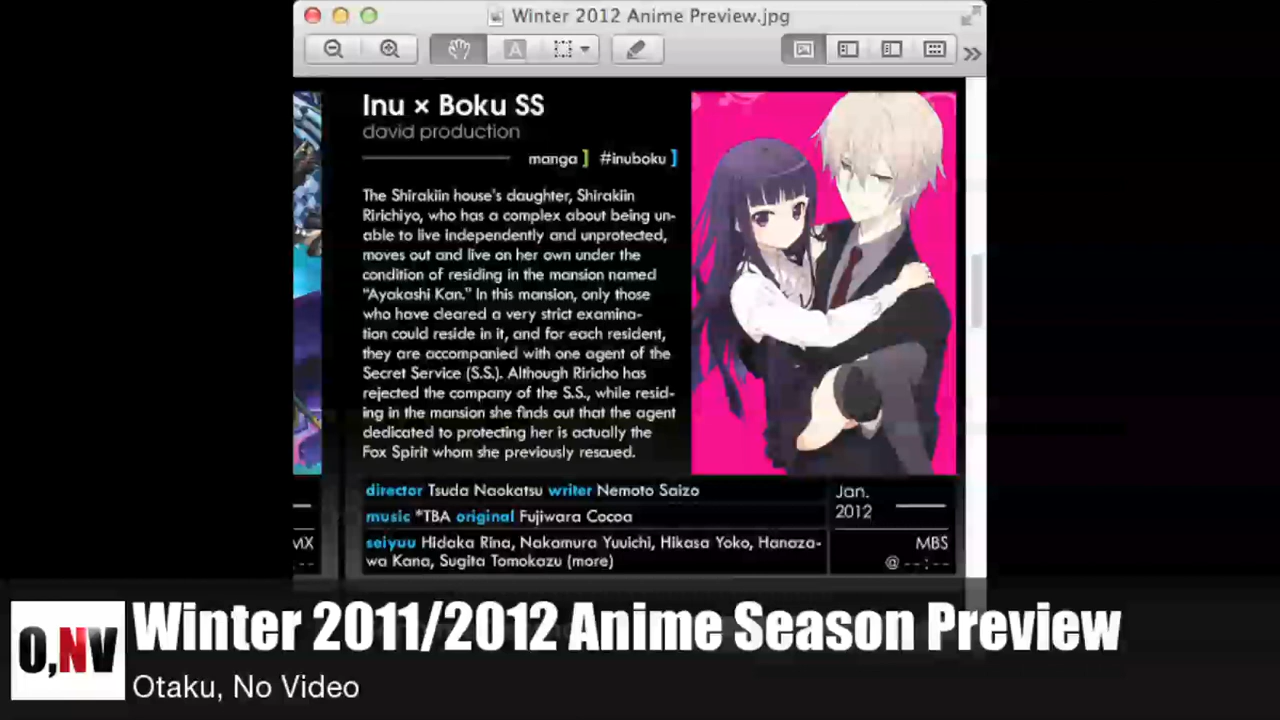 Winter 2012 Anime Preview.jpg
A
Inu × Boku SS
david production
manga ] #inuboku ]
The Shirakiin house's daughter, Shirakiin
Ririchiyo, who has a complex about being un-
able to live independently and unprotected,
moves out and live on her own under the
condition of residing in the mansion named
"Ayakashi Kan." In this mansion, only those
who have cleared a very strict examina-
tion could reside in it, and for each resident,
they are accompanied with one agent of the
Secret Service (S.S.). Although Riricho has
rejected the company of the S.S., while resid-
ing in the mansion she finds out that the agent
dedicated to protecting her is actually the
Fox Spirit whom she previously rescued.
director Tsuda Naokatsu writer Nemoto Saizo
music *TBA original Fujiwara Cocoa
seiyuu Hidaka Rina, Nakamura Yuuichi, Hikasa Yoko, Hanaza-
wa Kana, Sugita Tomokazu (more)
Jan.
2012
MBS
@ --:--
MX
--
O,NV
Winter 2011/2012 Anime Season Preview
Otaku, No Video